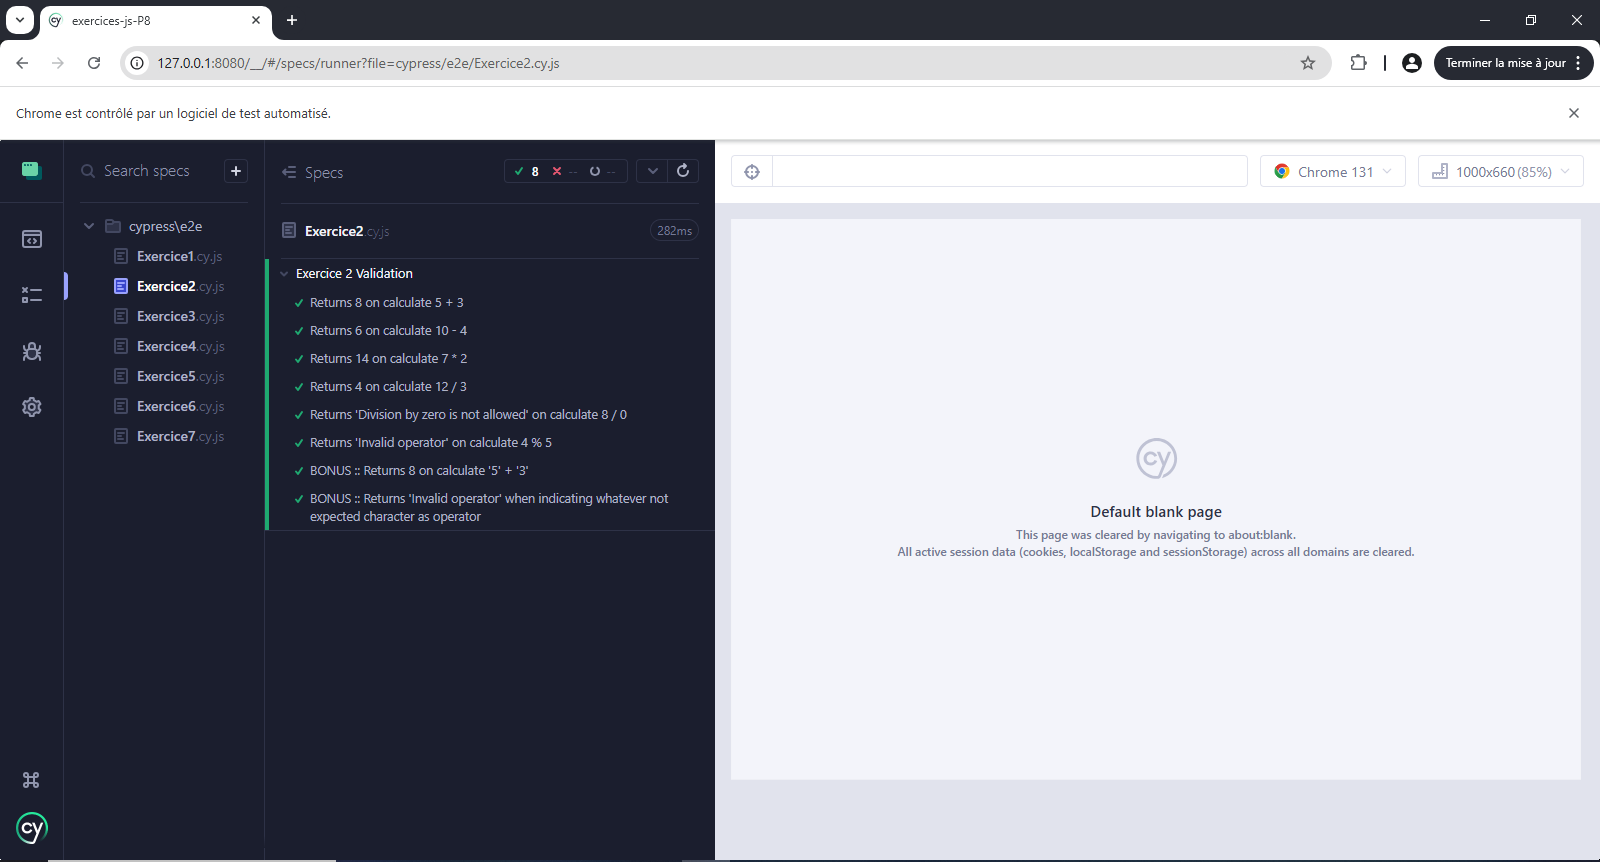 exercices-js-P8
127.0.0.1:8080/__/#/specs/runner?file=cypress/e2e/Exercice2.cy.js
Terminer la mise à jour
Chrome est contrôlé par un logiciel de test automatisé.
Search specs
+
cypress\e2e
Exercice1.cy.js
Exercice2.cy.js
Exercice3.cy.js
Exercice4.cy.js
Exercice5.cy.js
Exercice6.cy.js
Exercice7.cy.js
cy
Specs
8 -- --
Exercice2.cy.js
282ms
Exercice 2 Validation
Returns 8 on calculate 5 + 3
Returns 6 on calculate 10 - 4
Returns 14 on calculate 7 * 2
Returns 4 on calculate 12 / 3
Returns 'Division by zero is not allowed' on calculate 8 / 0
Returns 'Invalid operator' on calculate 4 % 5
BONUS :: Returns 8 on calculate '5' + '3'
BONUS :: Returns 'Invalid operator' when indicating whatever not
expected character as operator
Chrome 131
1000x660 (85%)
cy
Default blank page
This page was cleared by navigating to about:blank.
All active session data (cookies, localStorage and sessionStorage) across all domains are cleared.